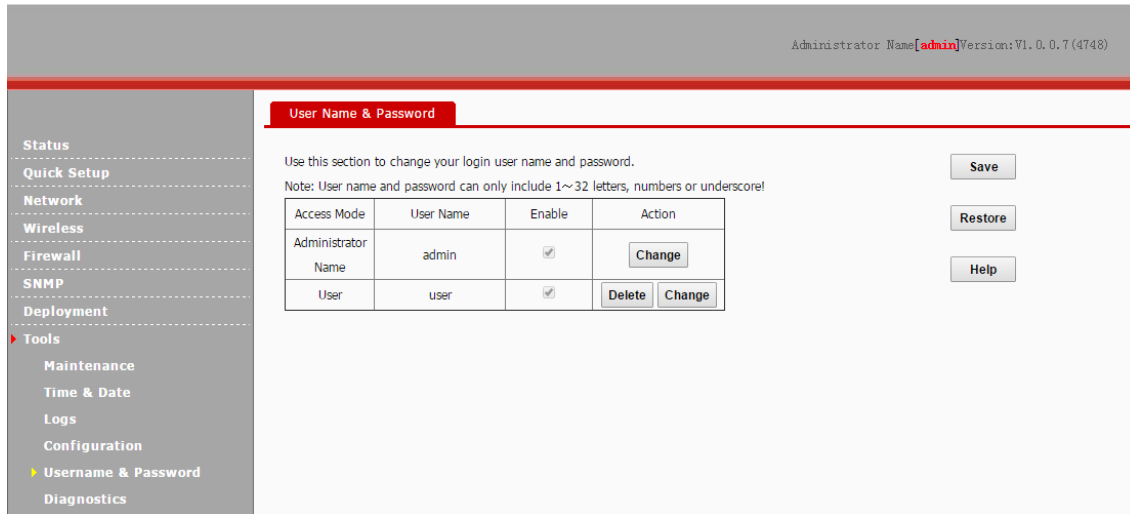 Administrator Name[admin]Version:V1.0.0.7(4748)
User Name & Password
Status
Quick Setup
Network
Wireless
Firewall
SNMP
Deployment
Tools
Maintenance
Time & Date
Logs
Configuration
Username & Password
Diagnostics
Use this section to change your login user name and password.
Note: User name and password can only include 1~32 letters, numbers or underscore!
Access Mode User Name Enable Action
Administrator
Name admin Change
User user Delete Change
Save
Restore
Help